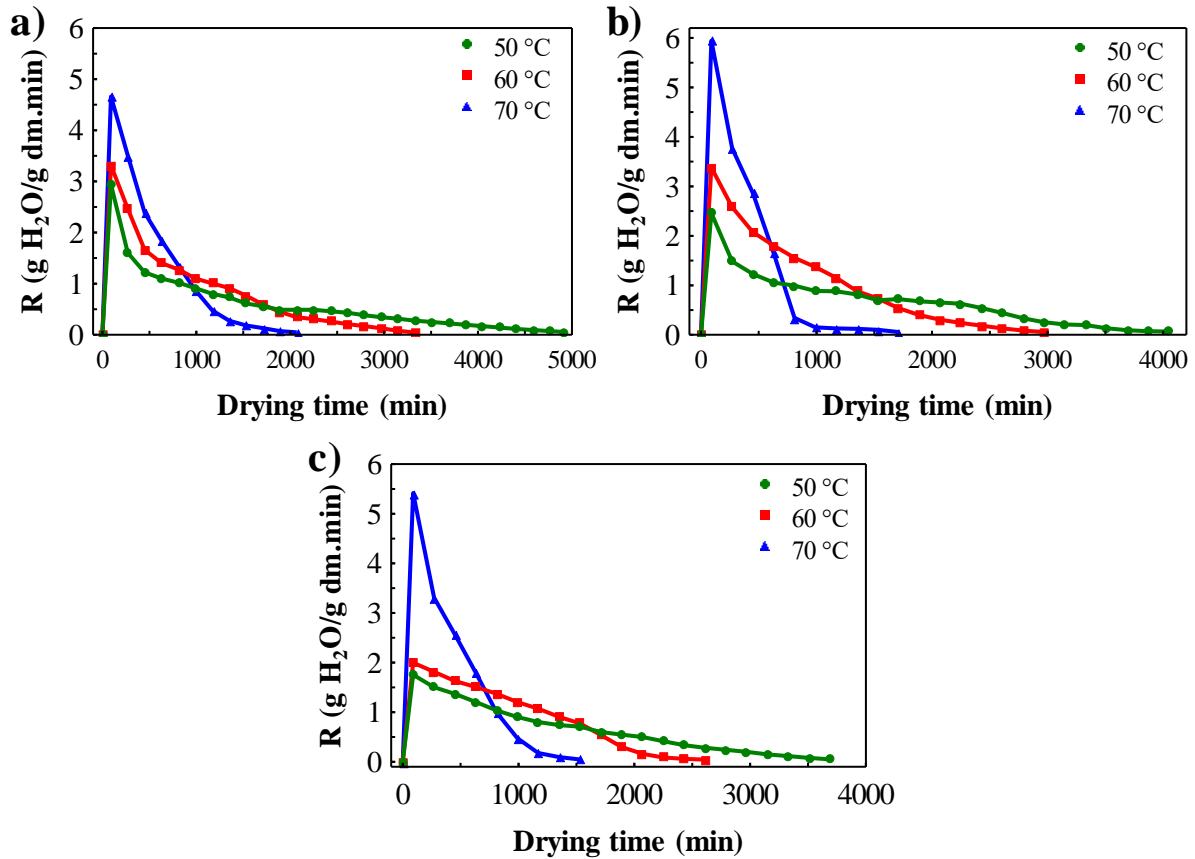 a)
R (g H₂O/g dm.min)
6
5
4
3
2
1
0
50 °C
60 °C
70 °C
0 1000 2000 3000 4000 5000
Drying time (min)
b)
R (g H₂O/g dm.min)
6
5
4
3
2
1
0
50 °C
60 °C
70 °C
0 1000 2000 3000 4000
Drying time (min)
c)
R (g H₂O/g dm.min)
6
5
4
3
2
1
0
50 °C
60 °C
70 °C
0 1000 2000 3000 4000
Drying time (min)